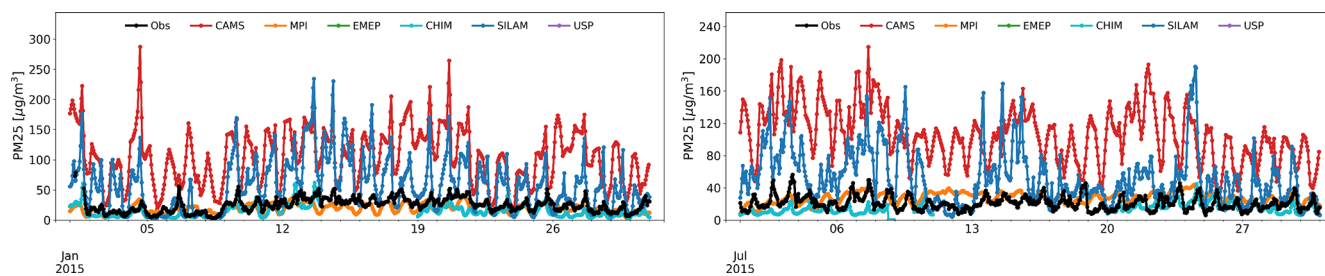 Obs CAMS MPI EMEP CHIM SILAM USP
PM25 [μg/m³]
300
250
200
150
100
50
0
05 12 19 26
Jan
2015
Obs CAMS MPI EMEP CHIM SILAM USP
PM25 [μg/m³]
240
200
160
120
80
40
0
06 13 20 27
Jul
2015